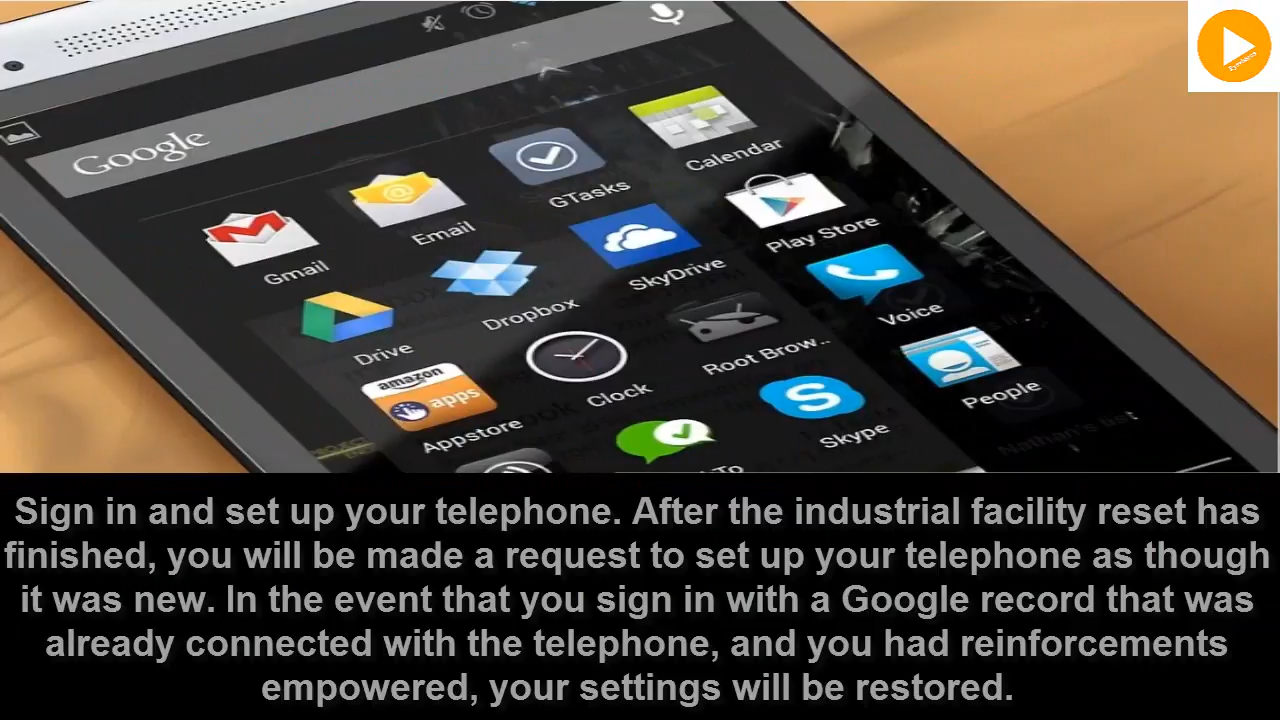 Google
Calendar
GTasks
Email
Gmail
Play Store
SkyDrive
Dropbox
Drive
Voice
Root Brow..
Clock
amazon
apps
Appstore
People
Skype
To
Nathan's
Sign in and set up your telephone. After the industrial facility reset has
finished, you will be made a request to set up your telephone as though
it was new. In the event that you sign in with a Google record that was
already connected with the telephone, and you had reinforcements
empowered, your settings will be restored.